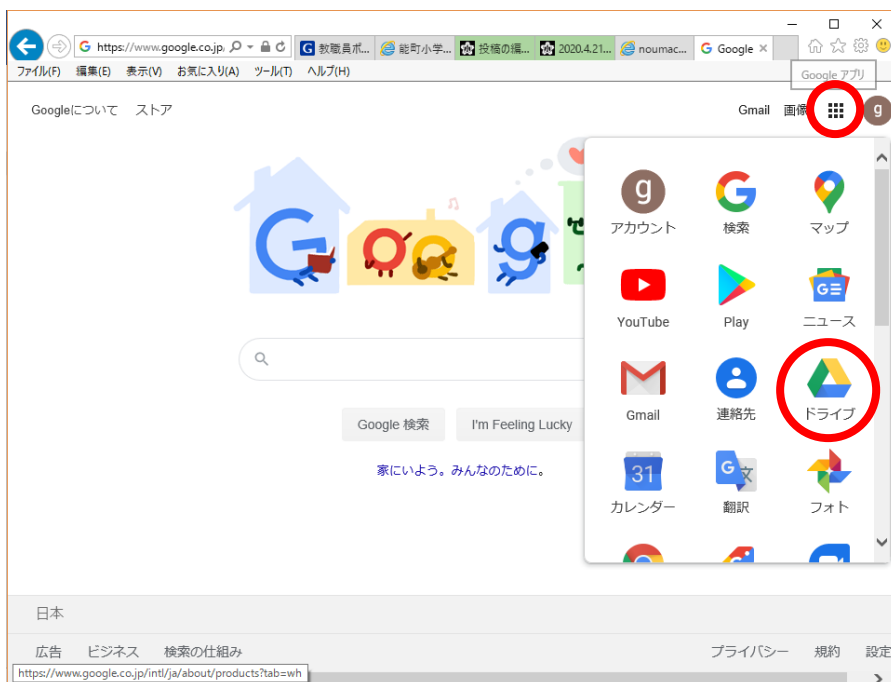 https://www.google.co.jp/
教職員ポ...
能町小学...
投稿の編...
2020.4.21...
noumac...
Google
ファイル(F) 編集(E) 表示(V) お気に入り(A) ツール(T) ヘルプ(H)
Google アプリ
Googleについて ストア
Gmail 画像
g
Goog
せ
g
アカウント 検索 マップ
YouTube Play ニュース
Gmail 連絡先 ドライブ
31
カレンダー 翻訳 フォト
Google 検索 I'm Feeling Lucky
家にいよう。みんなのために。
日本
広告 ビジネス 検索の仕組み プライバシー 規約 設定
https://www.google.co.jp/intl/ja/about/products?tab=wh